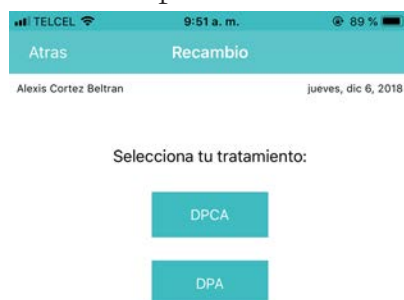 TELCEL 9:51 a. m. 89 %
Atras Recambio
Alexis Cortez Beltran jueves, dic 6, 2018
Selecciona tu tratamiento:
DPCA
DPA